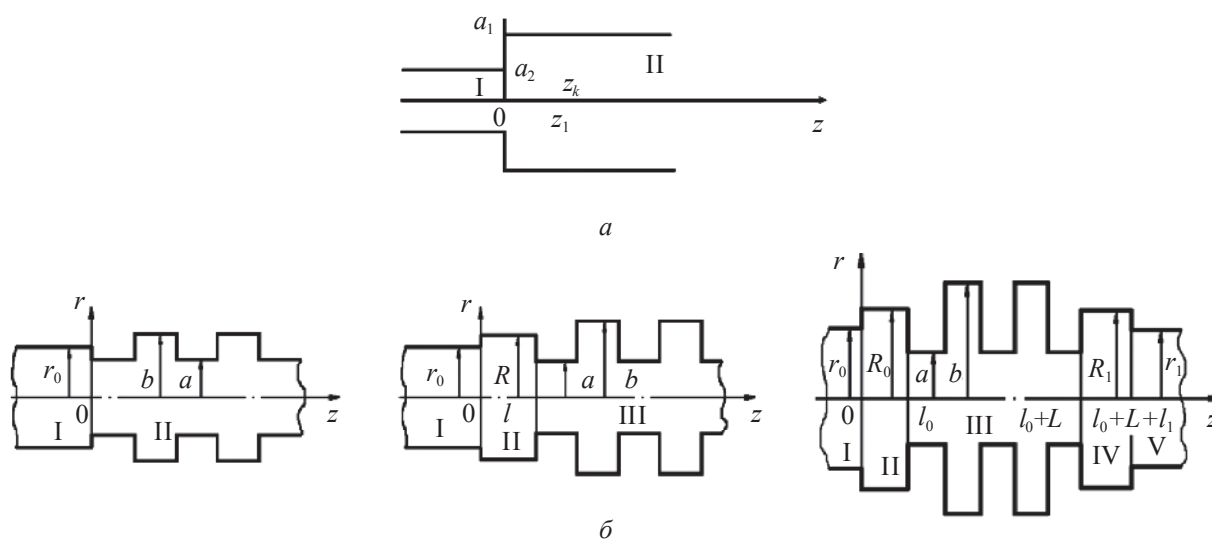 a₁
II
a₂
I
zₖ
0
z₁
z
а
r
r₀
b
a
0
z
I
II
r
r₀
R
a
b
0
l
z
I
II
III
r
r₀
R₀
a
b
R₁
r₁
0
l₀
l₀+L
l₀+L+l₁
z
I
II
III
IV
V
б